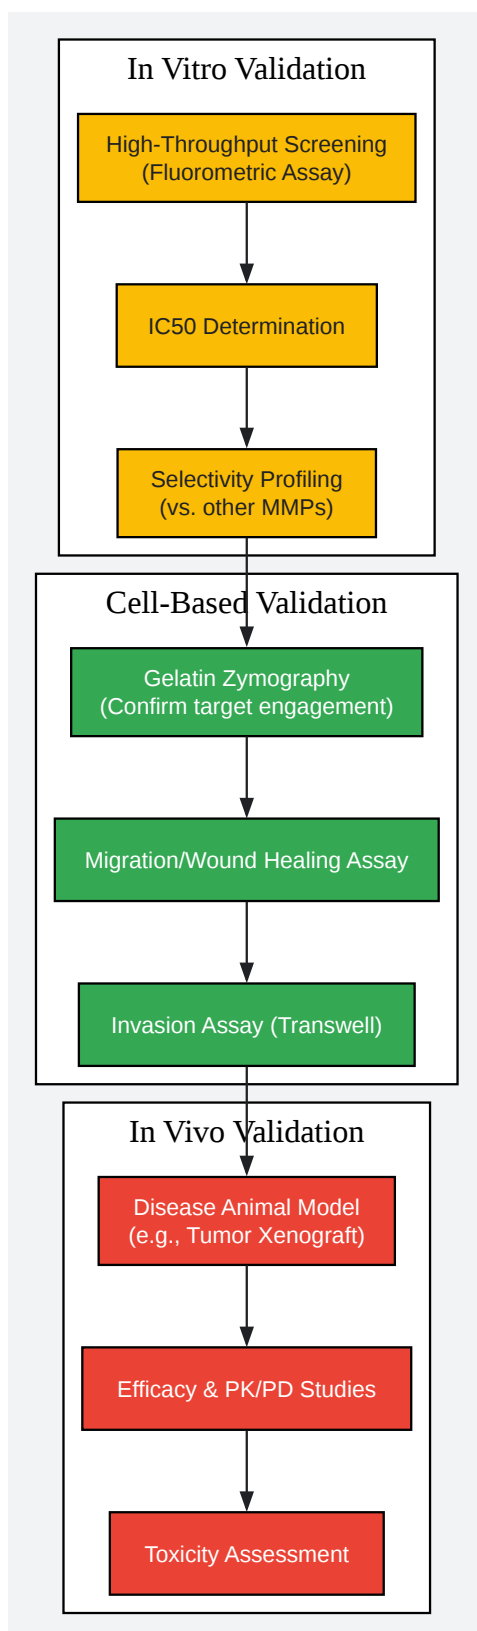 In Vitro Validation
High-Throughput Screening
(Fluorometric Assay)
IC50 Determination
Selectivity Profiling
(vs. other MMPs)
Cell-Based Validation
Gelatin Zymography
(Confirm target engagement)
Migration/Wound Healing Assay
Invasion Assay (Transwell)
In Vivo Validation
Disease Animal Model
(e.g., Tumor Xenograft)
Efficacy & PK/PD Studies
Toxicity Assessment